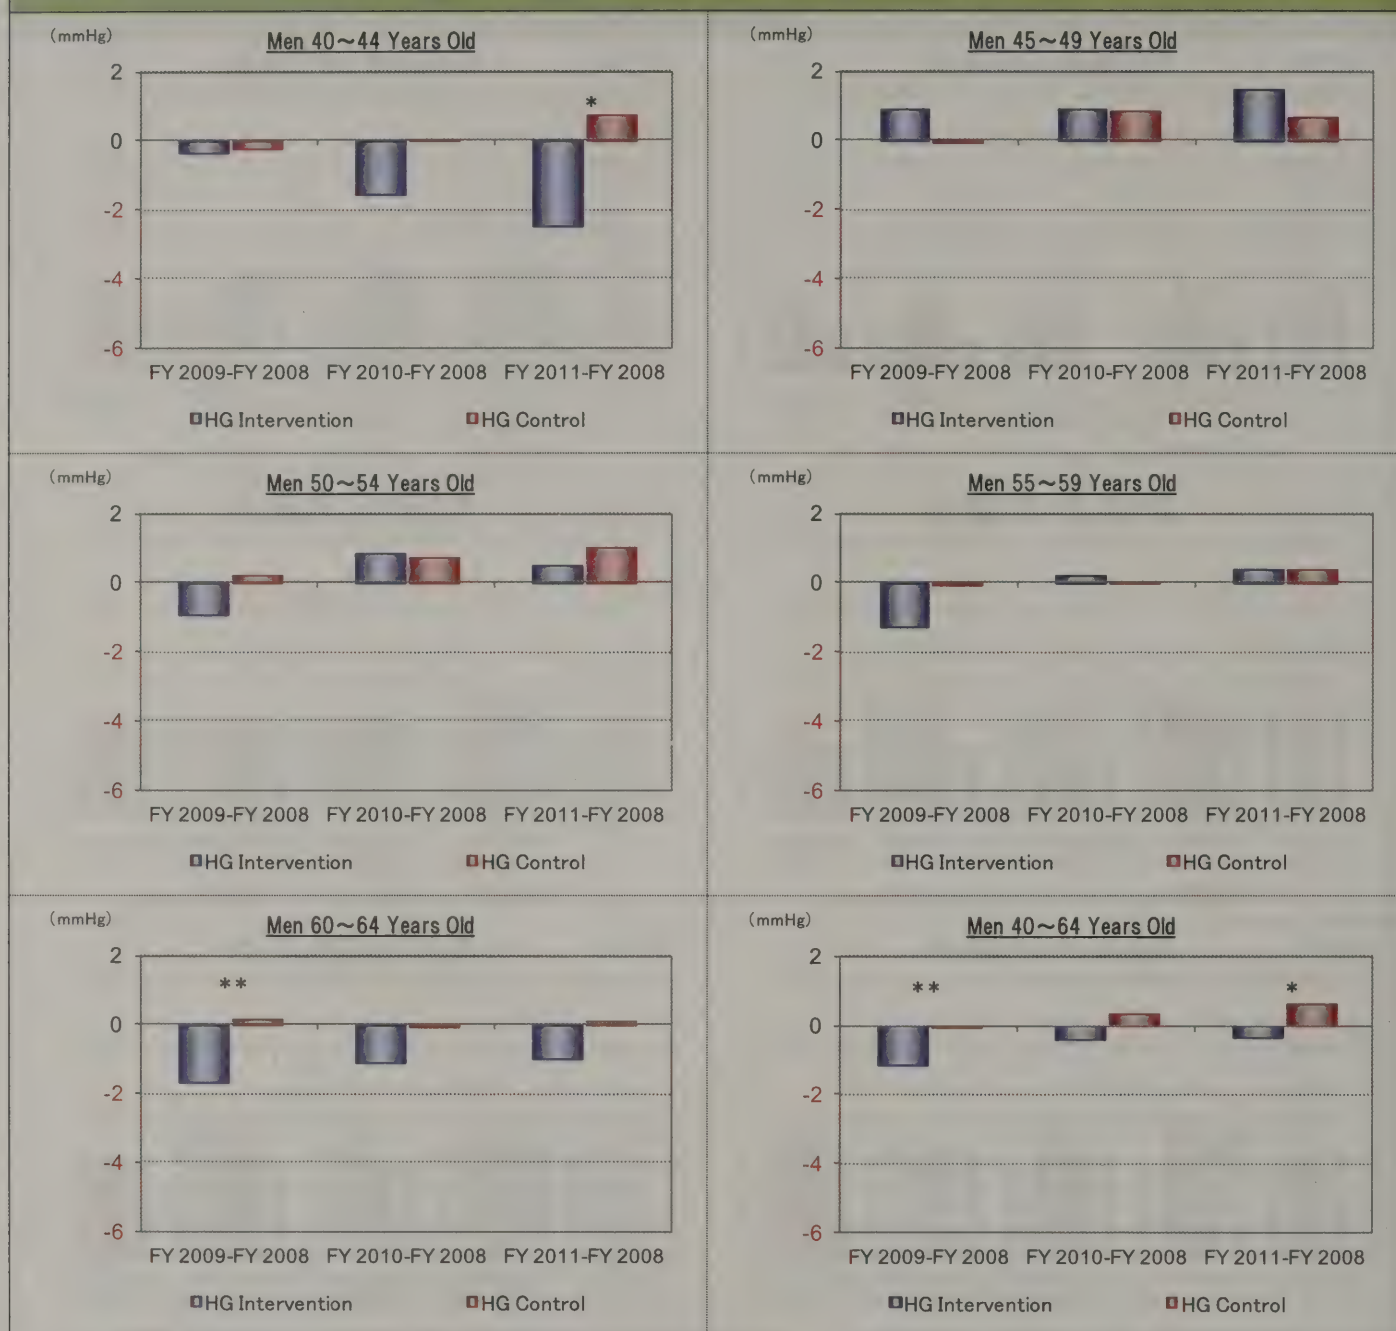 (mmHg)
Men 40～44 Years Old
2
*
0
-2
-4
-6
FY 2009-FY 2008 FY 2010-FY 2008 FY 2011-FY 2008
HG Intervention HG Control
(mmHg)
Men 45～49 Years Old
2
0
-2
-4
-6
FY 2009-FY 2008 FY 2010-FY 2008 FY 2011-FY 2008
HG Intervention HG Control
(mmHg)
Men 50～54 Years Old
2
0
-2
-4
-6
FY 2009-FY 2008 FY 2010-FY 2008 FY 2011-FY 2008
HG Intervention HG Control
(mmHg)
Men 55～59 Years Old
2
0
-2
-4
-6
FY 2009-FY 2008 FY 2010-FY 2008 FY 2011-FY 2008
HG Intervention HG Control
(mmHg)
Men 60～64 Years Old
2
**
0
-2
-4
-6
FY 2009-FY 2008 FY 2010-FY 2008 FY 2011-FY 2008
HG Intervention HG Control
(mmHg)
Men 40～64 Years Old
2
** *
0
-2
-4
-6
FY 2009-FY 2008 FY 2010-FY 2008 FY 2011-FY 2008
HG Intervention HG Control